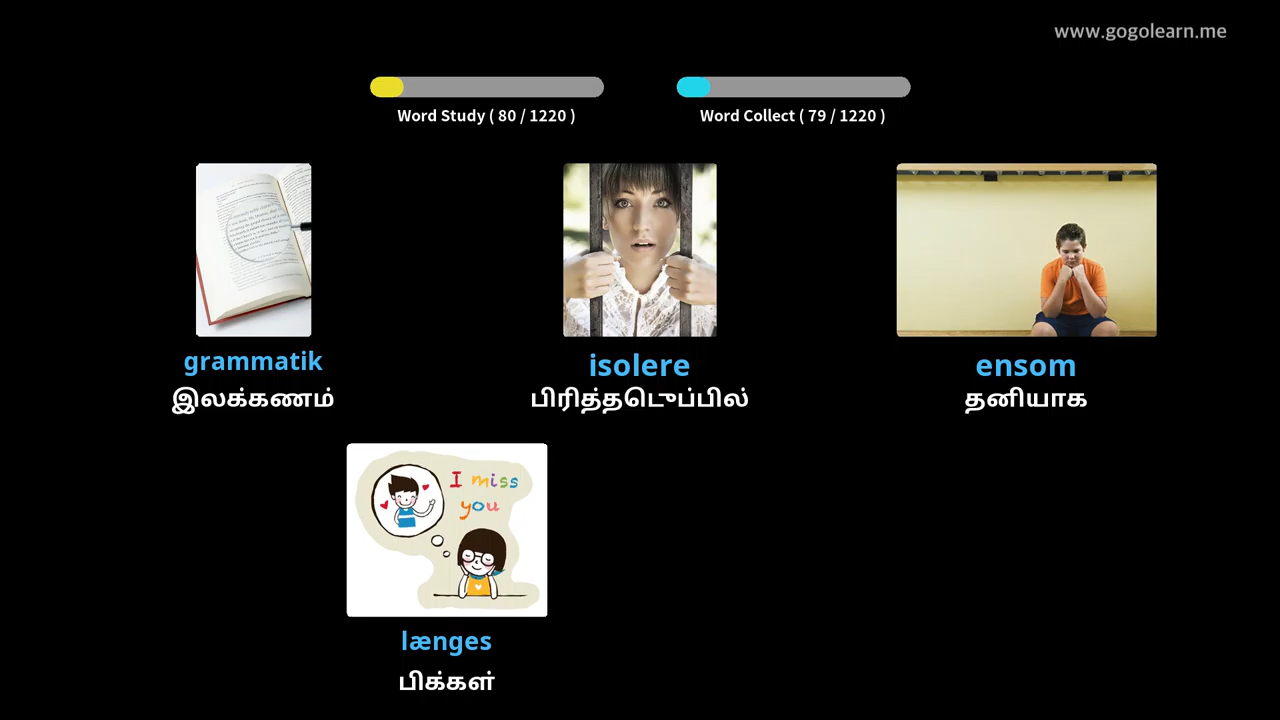 www.gogolearn.me
Word Study ( 80 / 1220 )
Word Collect ( 79 / 1220 )
grammatik
இலக்கணம்
isolere
பிரித்தடுெப்பில்
ensom
தனியாக
I miss
you
længes
பிக்கள்